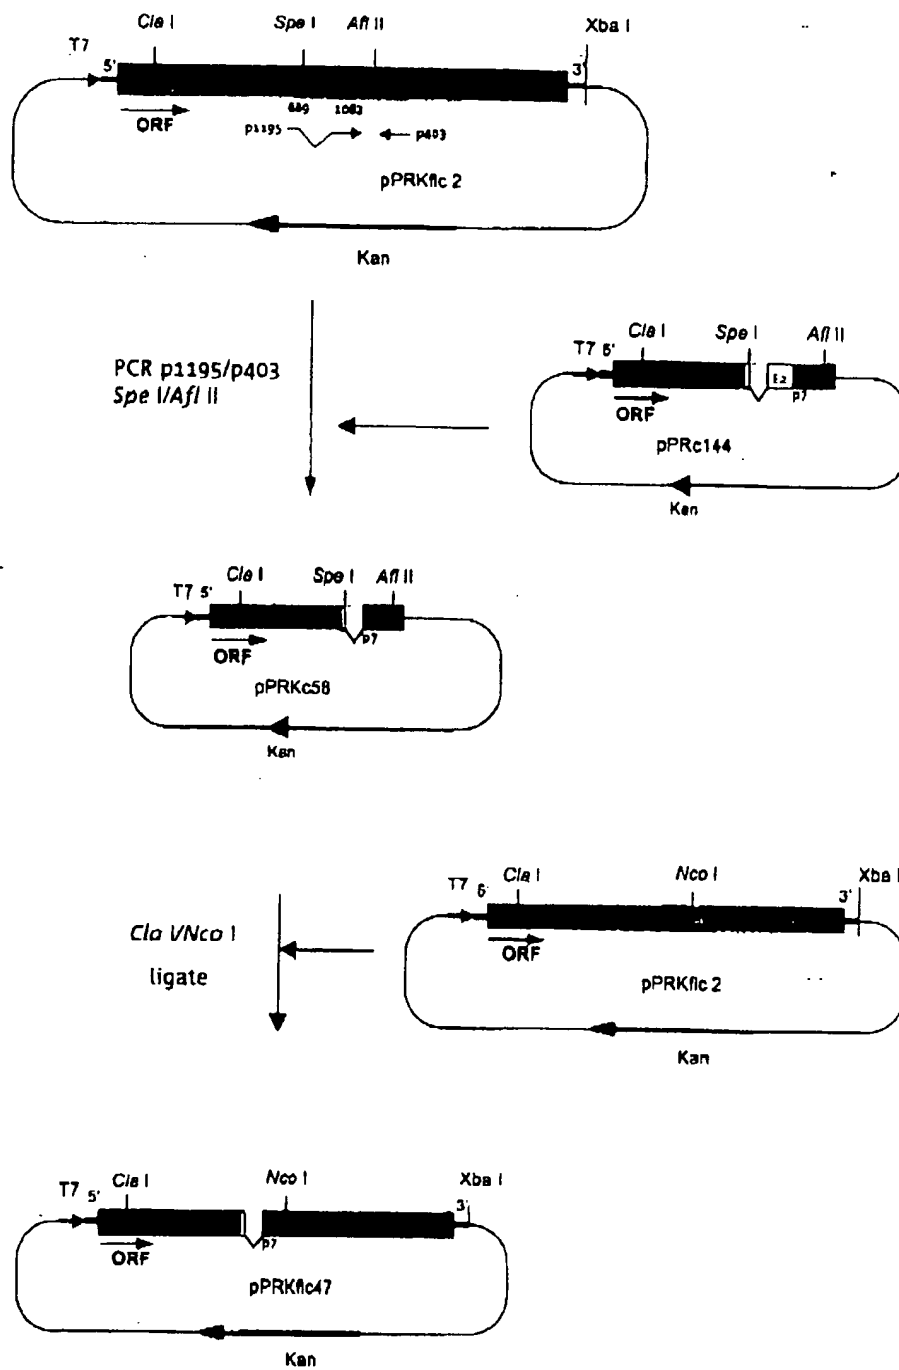 Cla I Spe I Afl II Xba I
T7 5' 3'
689 1063
ORF p1195 p403
pPRKflc 2
Kan
PCR p1195/p403
Spe I/Afl II
Cla I Spe I Afl II
T7 5' E2
p7
ORF
pPRc144
Kan
Cla I Spe I Afl II
T7 5'
p7
ORF
pPRKc58
Kan
Cla I/Nco I
ligate
Cla I Nco I Xba I
T7 5' 3'
ORF
pPRKflc 2
Kan
Cla I Nco I Xba I
T7 5' 3'
p7
ORF
pPRKflc47
Kan